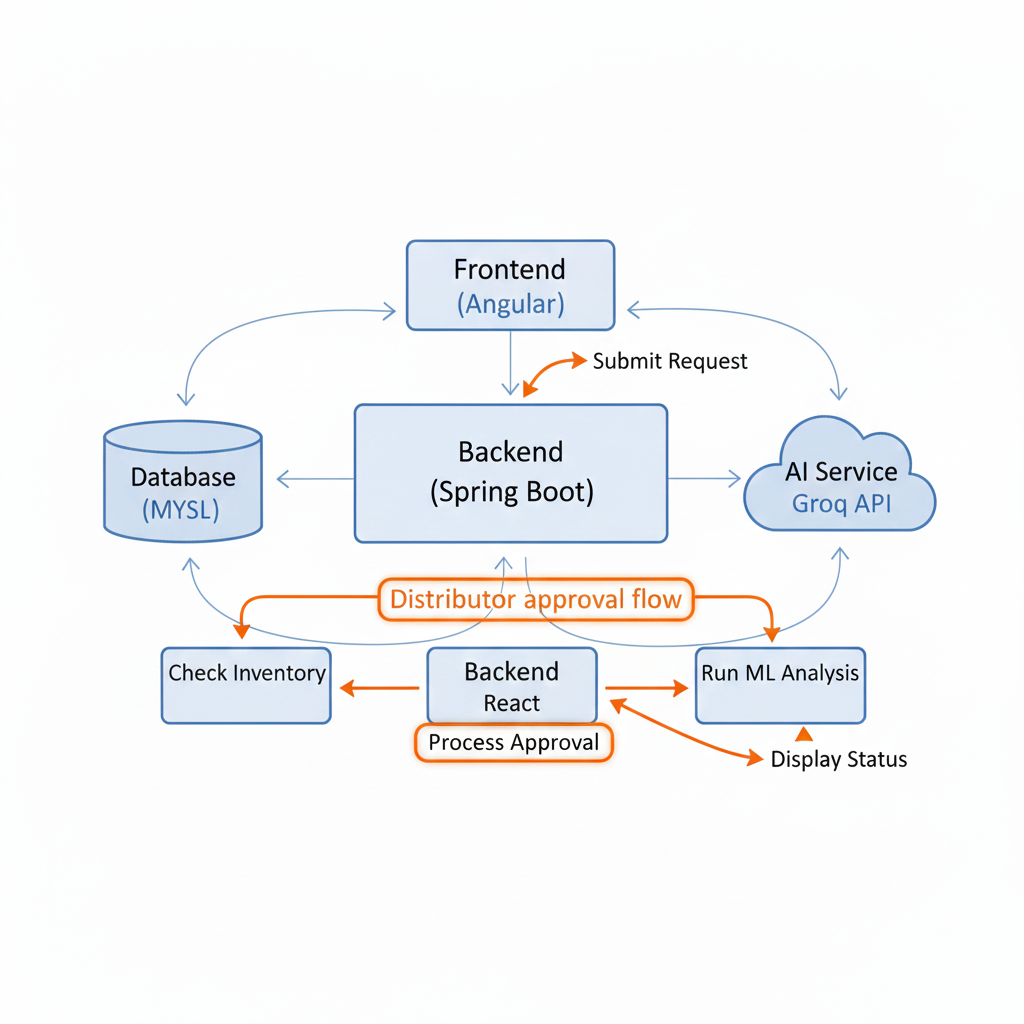 Frontend
(Angular)
Submit Request
Backend
(Spring Boot)
Database
(MYSL)
AI Service
Groq API
Distributor approval flow
Check Inventory
Backend
React
Run ML Analysis
Process Approval
Display Status